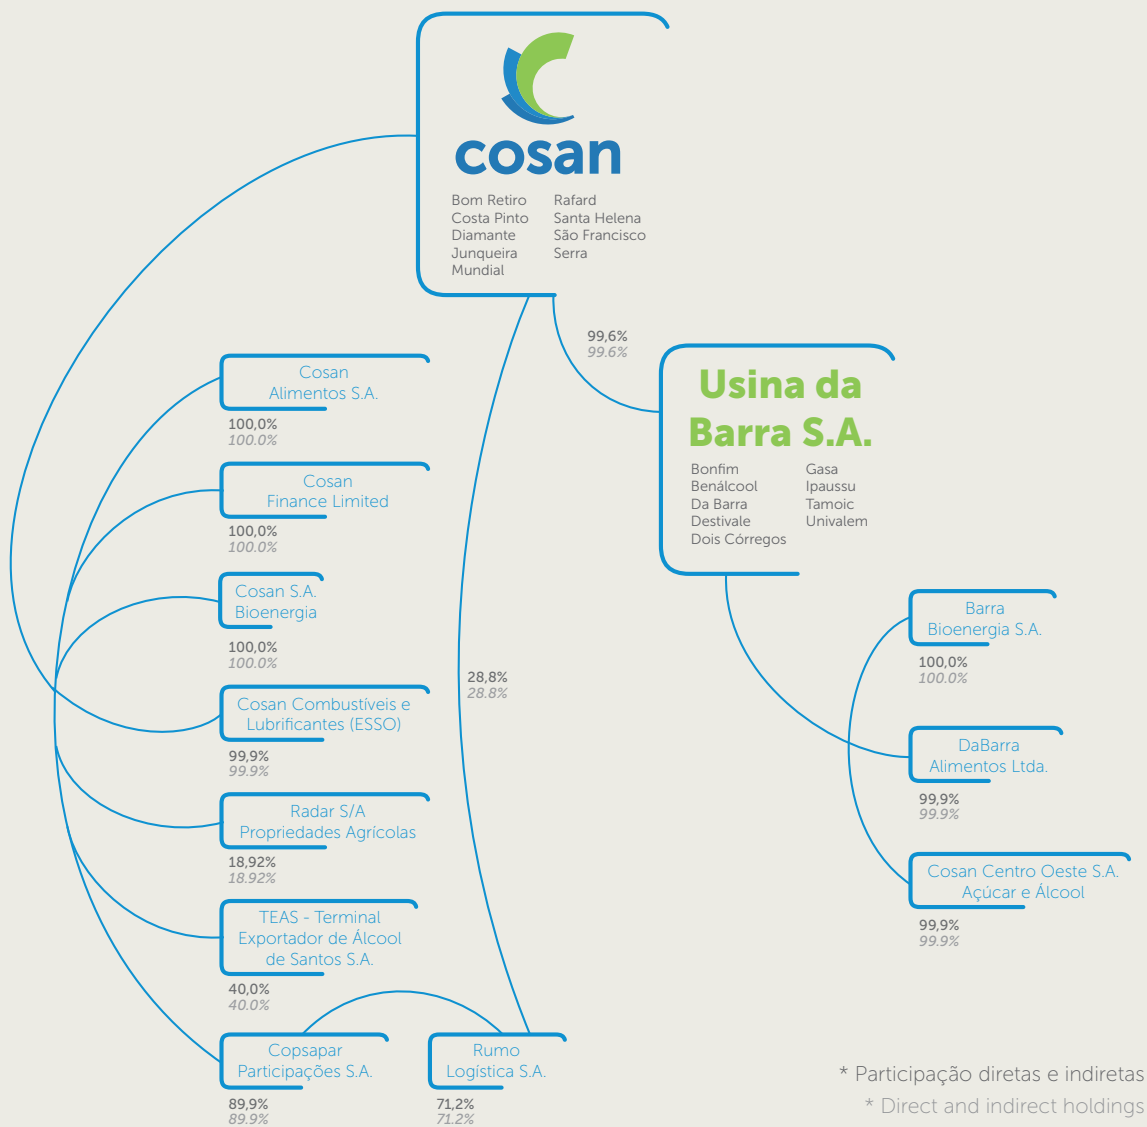 cosan
Bom Retiro
Costa Pinto
Diamante
Junqueira
Mundial
Rafard
Santa Helena
São Francisco
Serra
99,6%
99.6%
Usina da
Barra S.A.
Bonfim
Benálcool
Da Barra
Destivale
Dois Córregos
Gasa
Ipaussu
Tamoic
Univalem
Cosan
Alimentos S.A.
100,0%
100.0%
Cosan
Finance Limited
100,0%
100.0%
Cosan S.A.
Bioenergia
100,0%
100.0%
Cosan Combustíveis e
Lubrificantes (ESSO)
99,9%
99.9%
Radar S/A
Propriedades Agrícolas
18,92%
18.92%
TEAS - Terminal
Exportador de Álcool
de Santos S.A.
40,0%
40.0%
Copsapar
Participações S.A.
89,9%
89.9%
28,8%
28.8%
Rumo
Logística S.A.
71,2%
71.2%
Barra
Bioenergia S.A.
100,0%
100.0%
DaBarra
Alimentos Ltda.
99,9%
99.9%
Cosan Centro Oeste S.A.
Açúcar e Álcool
99,9%
99.9%
* Participação diretas e indiretas
* Direct and indirect holdings